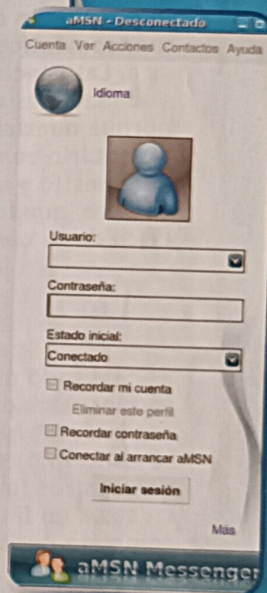 aMSN - Desconectado
Cuenta Ver Acciones Contactos Ayuda
Idioma
Usuario:
Contraseña:
Estado inicial:
Conectado
Recordar mi cuenta
Eliminar este perfil
Recordar contraseña
Conectar al arrancar aMSN
Iniciar sesión
Más
aMSN Messenger